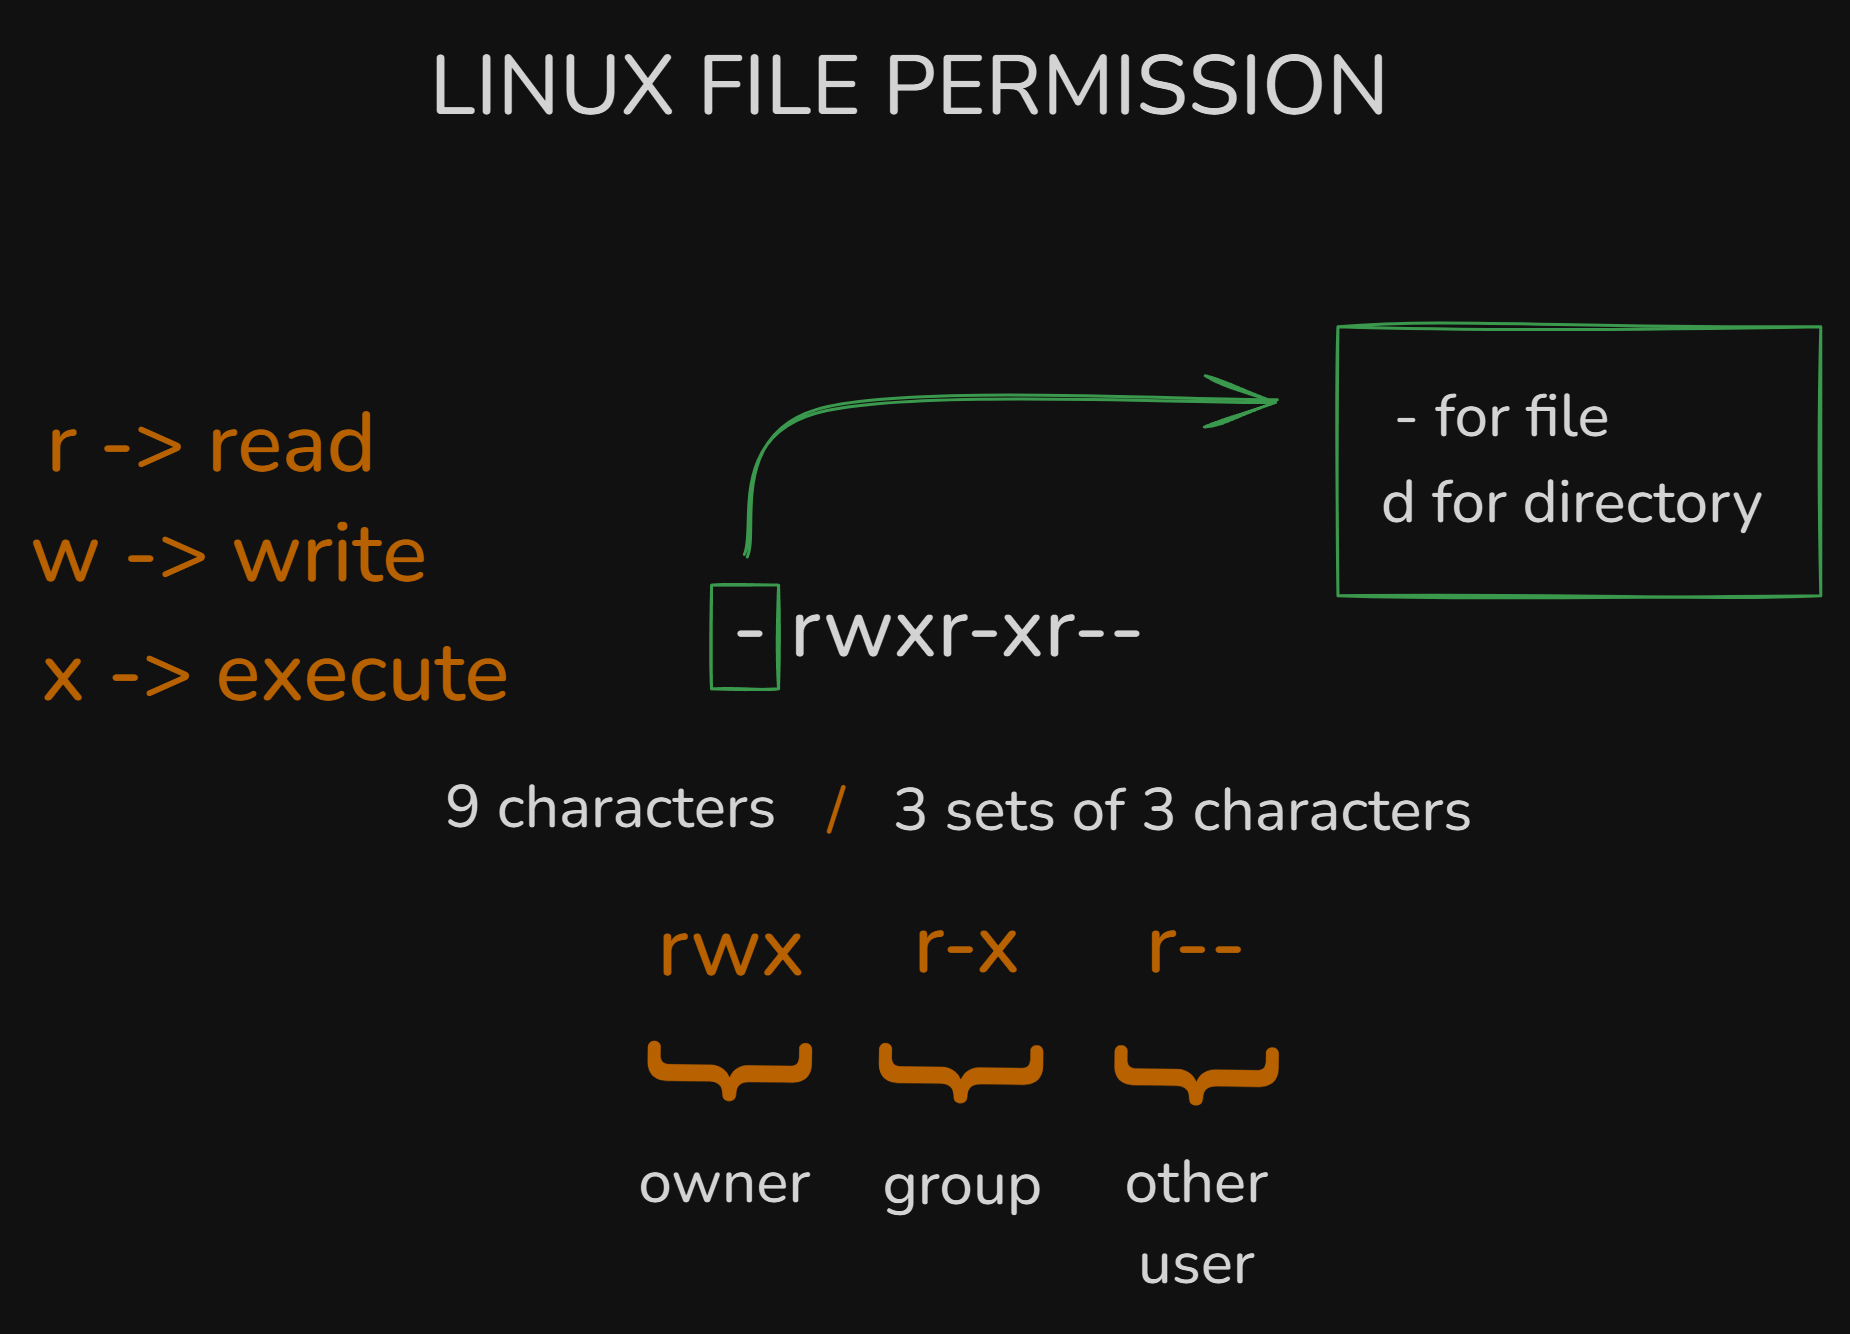 LINUX FILE PERMISSION
r -> read
w -> write
x -> execute
- for file
d for directory
- rwxr-xr--
9 characters / 3 sets of 3 characters
rwx r-x r--
owner group other
user